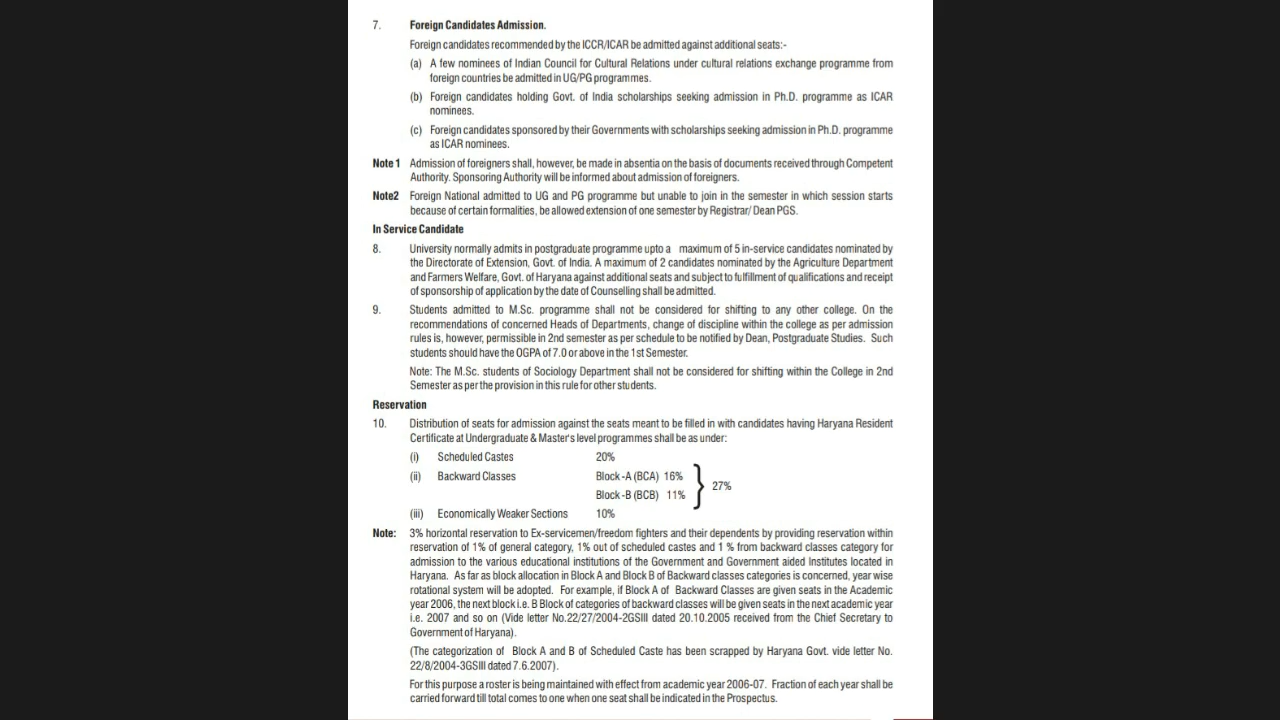 7. Foreign Candidates Admission.
Foreign candidates recommended by the ICCR/ICAR be admitted against additional seats:-
(a) A few nominees of Indian Council for Cultural Relations under cultural relations exchange programme from
foreign countries be admitted in UG/PG programmes.
(b) Foreign candidates holding Govt. of India scholarships seeking admission in Ph.D. programme as ICAR
nominees.
(c) Foreign candidates sponsored by their Governments with scholarships seeking admission in Ph.D. programme
as ICAR nominees.
Note 1 Admission of foreigners shall, however, be made in absentia on the basis of documents received through Competent
Authority. Sponsoring Authority will be informed about admission of foreigners.
Note2 Foreign National admitted to UG and PG programme but unable to join in the semester in which session starts
because of certain formalities, be allowed extension of one semester by Registrar/ Dean PGS.
In Service Candidate
8. University normally admits in postgraduate programme upto a maximum of 5 in-service candidates nominated by
the Directorate of Extension, Govt. of India. A maximum of 2 candidates nominated by the Agriculture Department
and Farmers Welfare, Govt. of Haryana against additional seats and subject to fulfillment of qualifications and receipt
of sponsorship of application by the date of Counselling shall be admitted.
9. Students admitted to M.Sc. programme shall not be considered for shifting to any other college. On the
recommendations of concerned Heads of Departments, change of discipline within the college as per admission
rules is, however, permissible in 2nd semester as per schedule to be notified by Dean, Postgraduate Studies. Such
students should have the OGPA of 7.0 or above in the 1st Semester.
Note: The M.Sc. students of Sociology Department shall not be considered for shifting within the College in 2nd
Semester as per the provision in this rule for other students.
Reservation
10. Distribution of seats for admission against the seats meant to be filled in with candidates having Haryana Resident
Certificate at Undergraduate & Master's level programmes shall be as under:
(i) Scheduled Castes 20%
(ii) Backward Classes Block-A (BCA) 16%
27%
Block-B (BCB) 11%
(iii) Economically Weaker Sections 10%
Note: 3% horizontal reservation to Ex-servicemen/freedom fighters and their dependents by providing reservation within
reservation of 1% of general category, 1% out of scheduled castes and 1 % from backward classes category for
admission to the various educational institutions of the Government and Government aided Institutes located in
Haryana. As far as block allocation in Block A and Block B of Backward classes categories is concerned, year wise
rotational system will be adopted. For example, if Block A of Backward Classes are given seats in the Academic
year 2006, the next block i.e. B Block of categories of backward classes will be given seats in the next academic year
i.e. 2007 and so on (Vide letter No.22/27/2004-2GSIII dated 20.10.2005 received from the Chief Secretary to
Government of Haryana).
(The categorization of Block A and B of Scheduled Caste has been scrapped by Haryana Govt. vide letter No.
22/8/2004-3GSIII dated 7.6.2007).
For this purpose a roster is being maintained with effect from academic year 2006-07. Fraction of each year shall be
carried forward till total comes to one when one seat shall be indicated in the Prospectus.